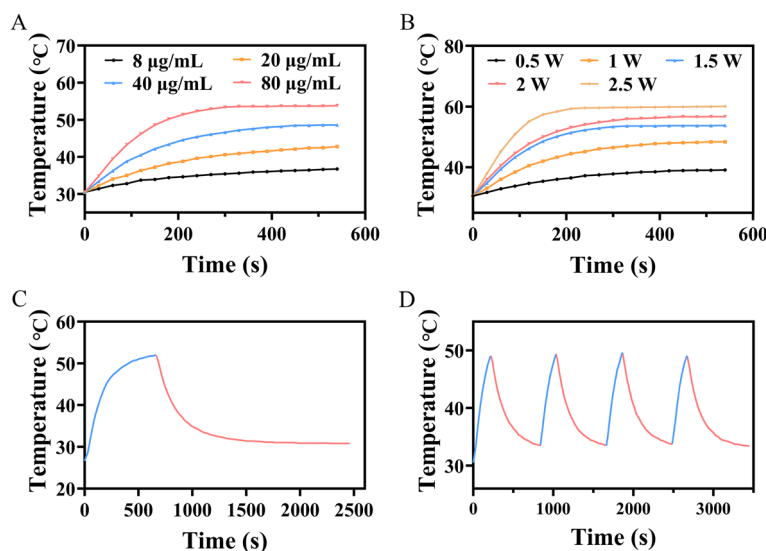 A
Temperature (℃)
70
60
50
40
30
8 μg/mL
20 μg/mL
40 μg/mL
80 μg/mL
0
200
400
600
Time (s)
B
Temperature (℃)
80
60
40
0.5 W
1 W
1.5 W
2 W
2.5 W
0
200
400
600
Time (s)
C
Temperature (℃)
60
50
40
30
20
0
500
1000
1500
2000
2500
Time (s)
D
Temperature (℃)
50
40
30
0
1000
2000
3000
Time (s)